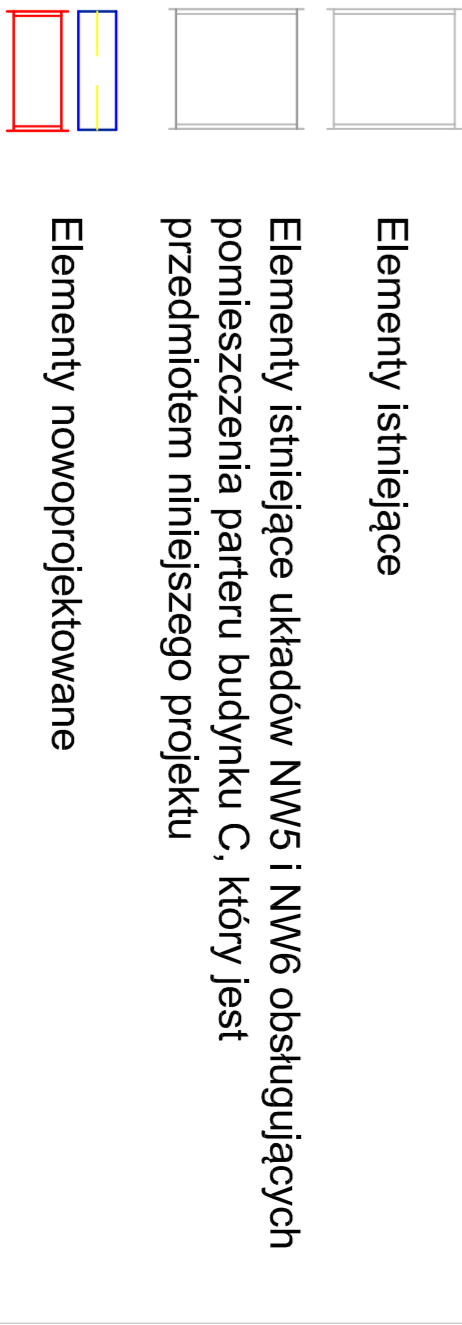 Elementy istniejące
Elementy istniejące układów NW5 i NW6 obsługujących
pomieszczenia parteru budynku C, który jest
przedmiotem niniejszego projektu
Elementy nowoprojektowane